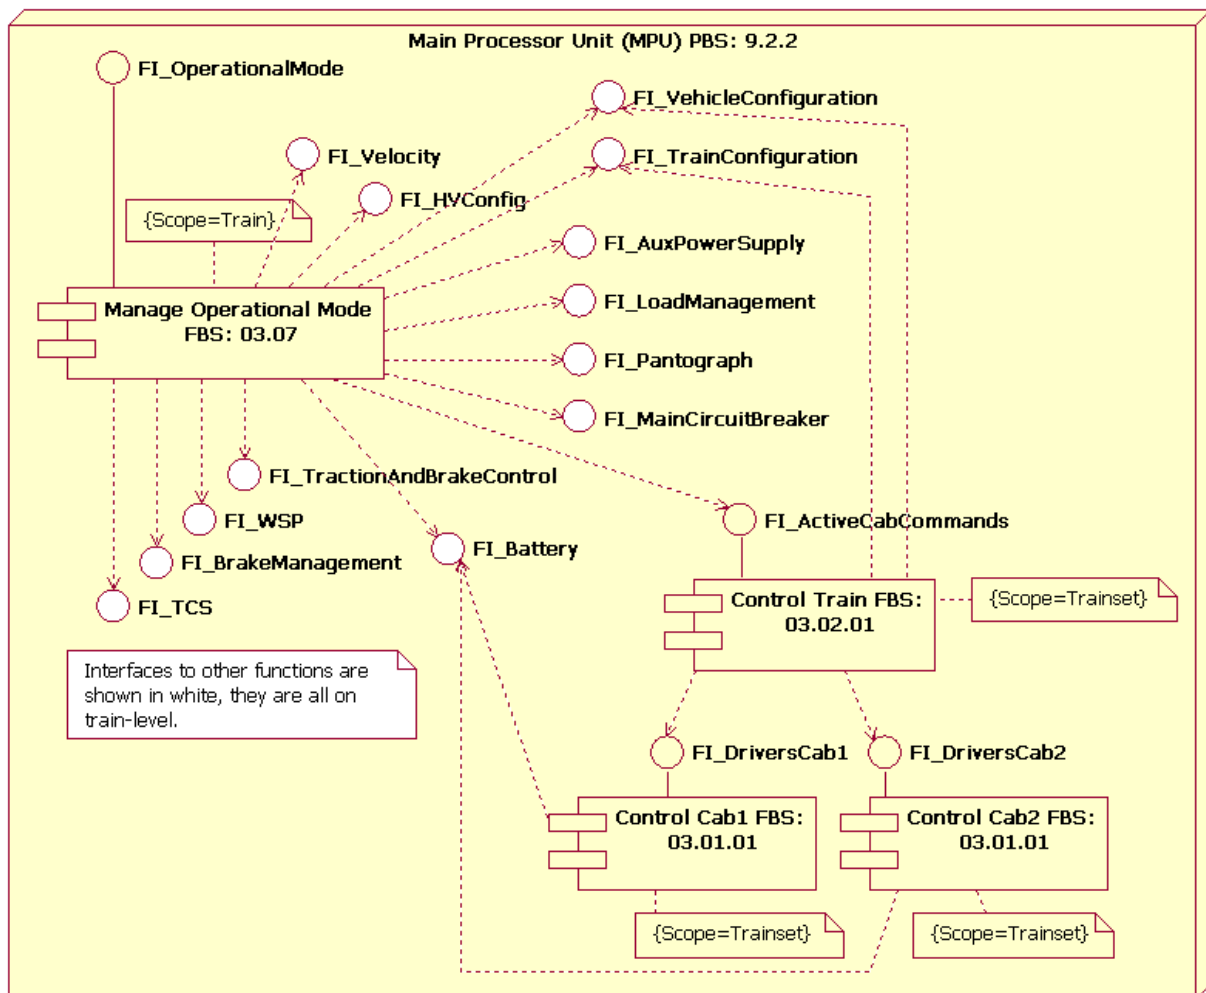 Main Processor Unit (MPU) PBS: 9.2.2
FI_OperationalMode
FI_VehicleConfiguration
FI_Velocity
FI_TrainConfiguration
FI_HVConfig
{Scope=Train}
FI_AuxPowerSupply
FI_LoadManagement
Manage Operational Mode
FBS: 03.07
FI_Pantograph
FI_MainCircuitBreaker
FI_TractionAndBrakeControl
FI_WSP
FI_ActiveCabCommands
FI_Battery
FI_BrakeManagement
FI_TCS
Control Train FBS:
03.02.01
{Scope=Trainset}
Interfaces to other functions are
shown in white, they are all on
train-level.
FI_DriversCab1
FI_DriversCab2
Control Cab1 FBS:
03.01.01
Control Cab2 FBS:
03.01.01
{Scope=Trainset}
{Scope=Trainset}